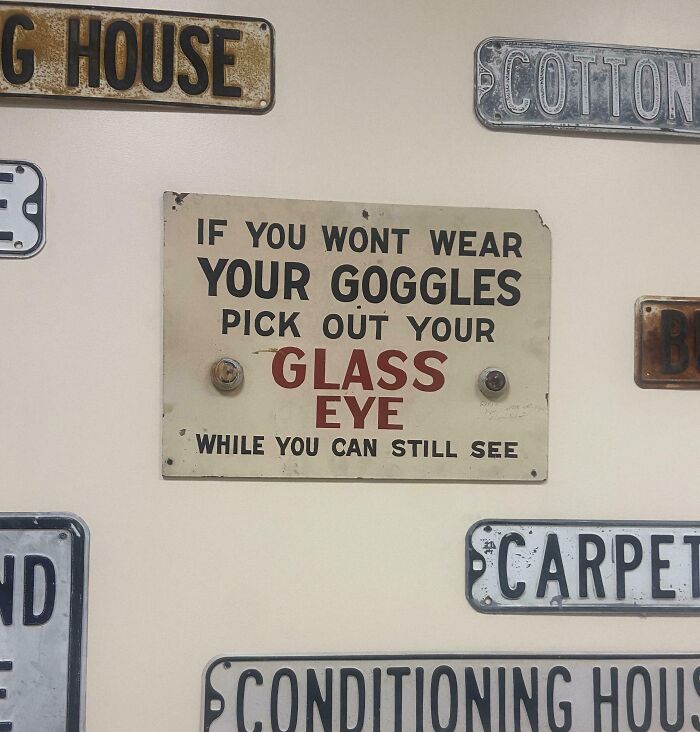 G HOUSE
COTTON
E
IF YOU WONT WEAR
YOUR GOGGLES
PICK OUT YOUR
GLASS
EYE
WHILE YOU CAN STILL SEE
B
CARPET
ND
E
CONDITIONING HOUS